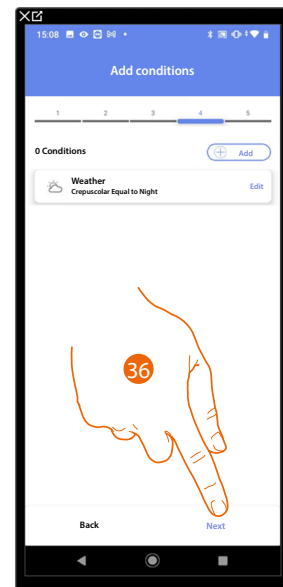 15:08
Add conditions
1 2 3 4 5
0 Conditions
Add
Weather
Crepuscolar Equal to Night
Edit
36
Back
Next